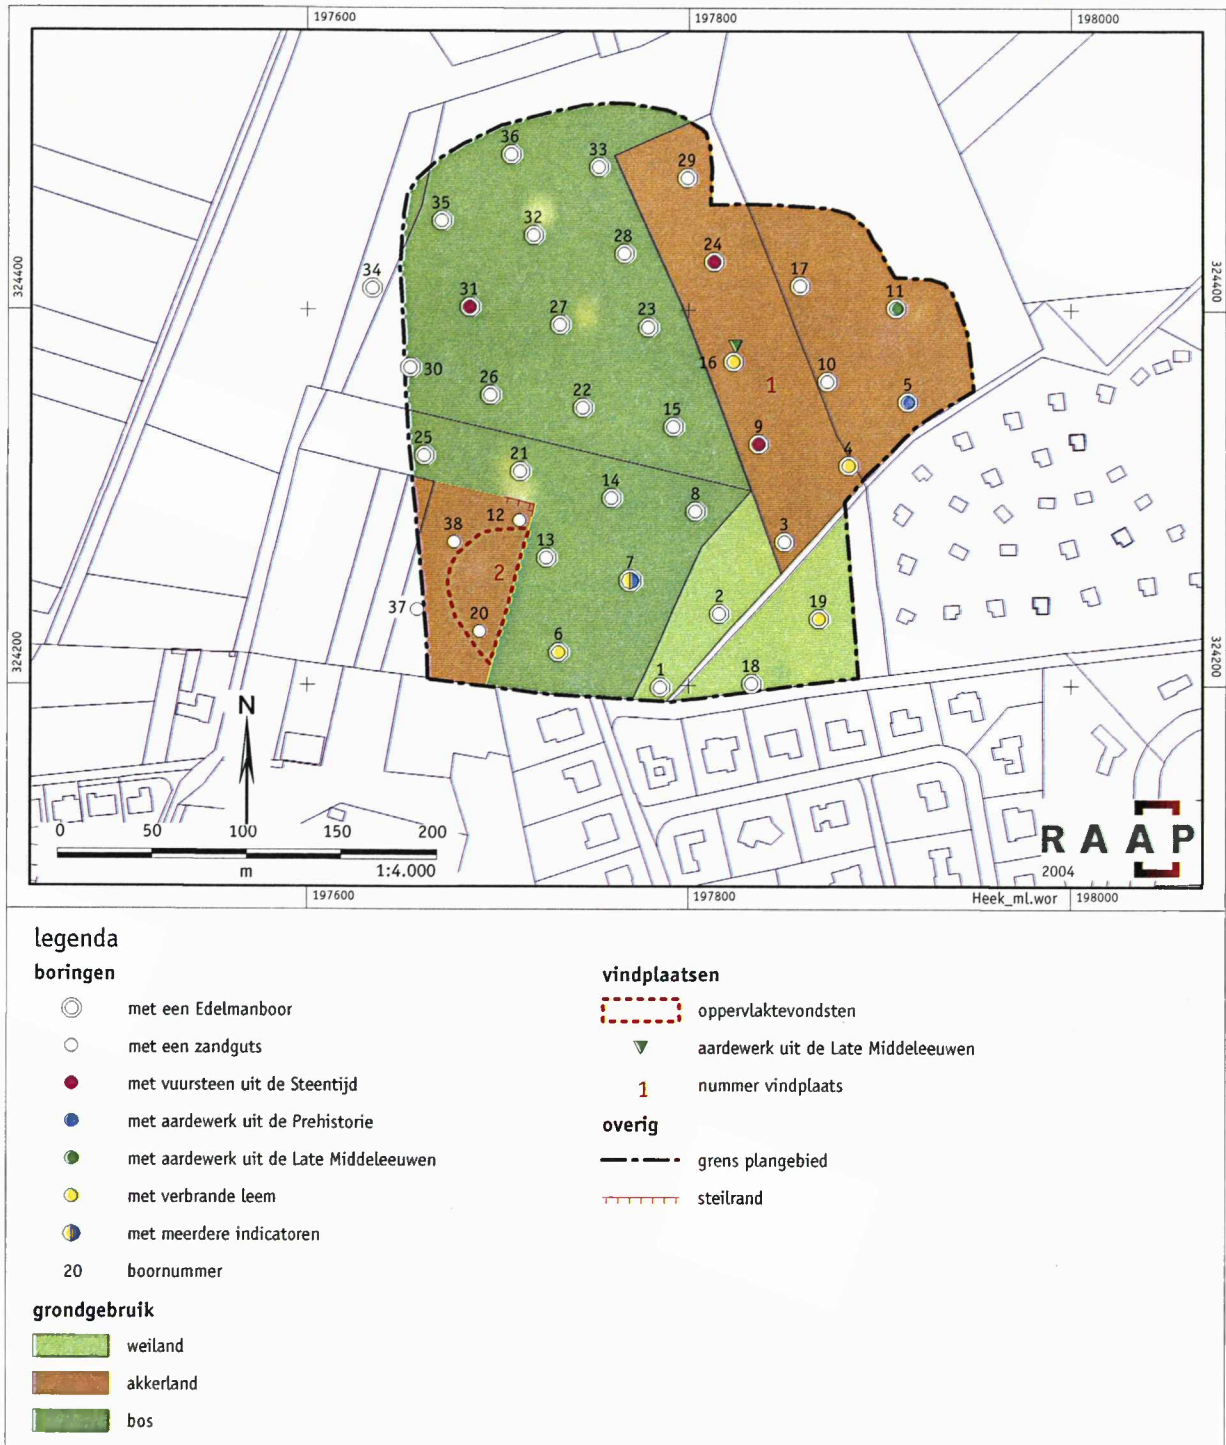 197600 197800 198000
36
33
29
35
32
28
24
17
34
31
27
23
11
324400 324400
16
1
10
5
30
26
22
15
9
4
25
21
14
8
12
38
13
3
2
7
37
20
2
19
6
1
18
324200 324200
N
0 50 100 150 200
m 1:4.000
RAAP
2004
Heek_ml.wor
197600 197800 198000
legenda
boringen
met een Edelmanboor
met een zandguts
met vuursteen uit de Steentijd
met aardewerk uit de Prehistorie
met aardewerk uit de Late Middeleeuwen
met verbrande leem
met meerdere indicatoren
20 boornummer
grondgebruik
weiland
akkerland
bos
vindplaatsen
oppervlaktevondsten
aardewerk uit de Late Middeleeuwen
1 nummer vindplaats
overig
grens plangebied
steilrand